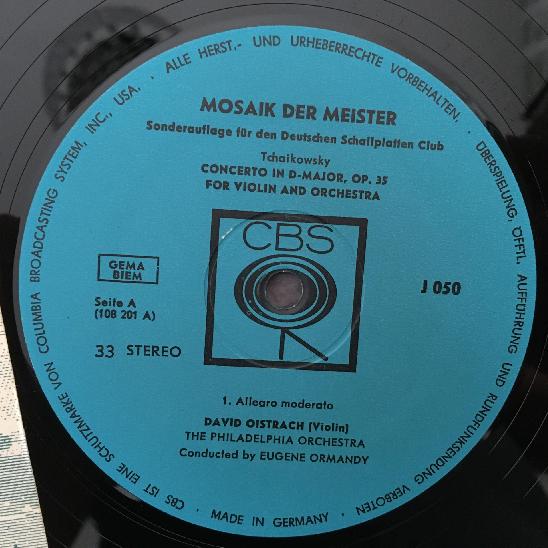 CBS IST EINE SCHUTZMARKE VON COLUMBIA BROADCASTING SYSTEM, INC., USA. · ALLE HERST.- UND URHEBERRECHTE VORBEHALTEN. · ÜBERSPIELUNG, ÖFFTL. AUFFÜHRUNG UND RUNDFUNKSENDUNG VERBOTEN · MADE IN GERMANY ·
MOSAIK DER MEISTER
Sonderauflage für den Deutschen Schallplatten Club
Tchaikowsky
CONCERTO IN D-MAJOR, OP. 35
FOR VIOLIN AND ORCHESTRA
CBS
GEMA
BIEM
J 050
Seite A
(108 201 A)
33 STEREO
1. Allegro moderato
DAVID OISTRACH (Violin)
THE PHILADELPHIA ORCHESTRA
Conducted by EUGENE ORMANDY